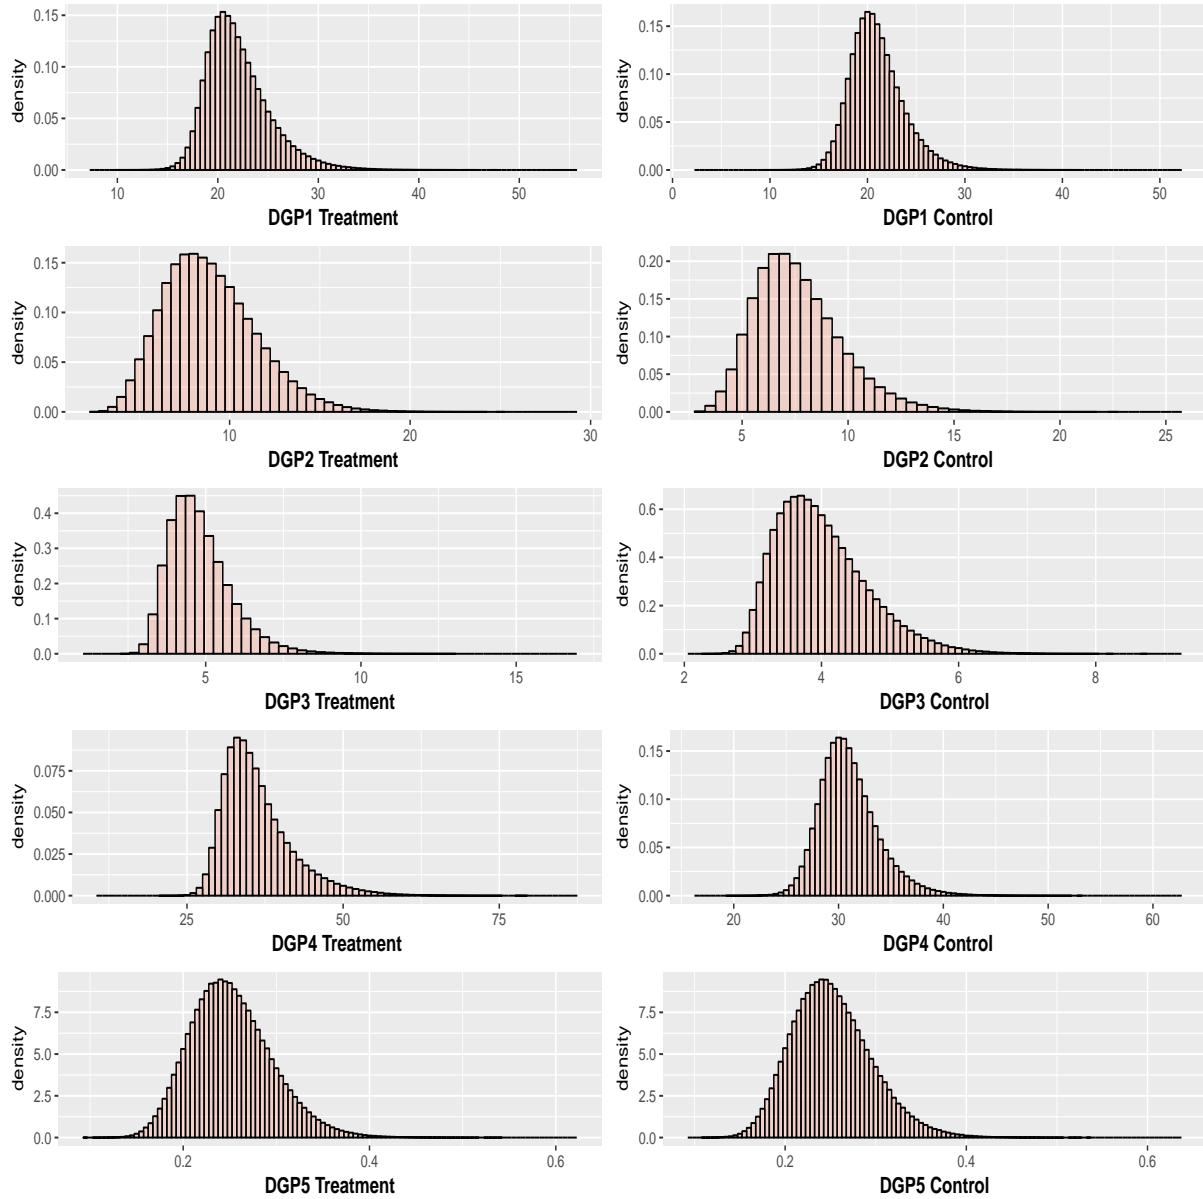 density
0.15
0.10
0.05
0.00
10 20 30 40 50
DGP1 Treatment
density
0.15
0.10
0.05
0.00
0 10 20 30 40 50
DGP1 Control
density
0.15
0.10
0.05
0.00
10 20 30
DGP2 Treatment
density
0.20
0.15
0.10
0.05
0.00
5 10 15 20 25
DGP2 Control
density
0.4
0.3
0.2
0.1
0.0
5 10 15
DGP3 Treatment
density
0.6
0.4
0.2
0.0
2 4 6 8
DGP3 Control
density
0.075
0.050
0.025
0.000
25 50 75
DGP4 Treatment
density
0.15
0.10
0.05
0.00
20 30 40 50 60
DGP4 Control
density
7.5
5.0
2.5
0.0
0.2 0.4 0.6
DGP5 Treatment
density
7.5
5.0
2.5
0.0
0.2 0.4 0.6
DGP5 Control